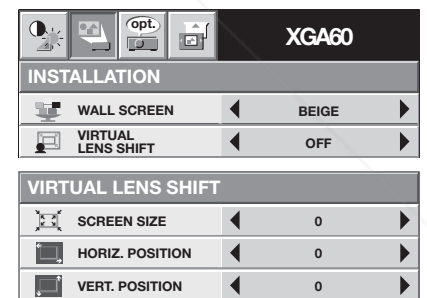 opt.
XGA60
INSTALLATION
WALL SCREEN BEIGE
VIRTUAL
LENS SHIFT OFF
VIRTUAL LENS SHIFT
SCREEN SIZE 0
HORIZ. POSITION 0
VERT. POSITION 0